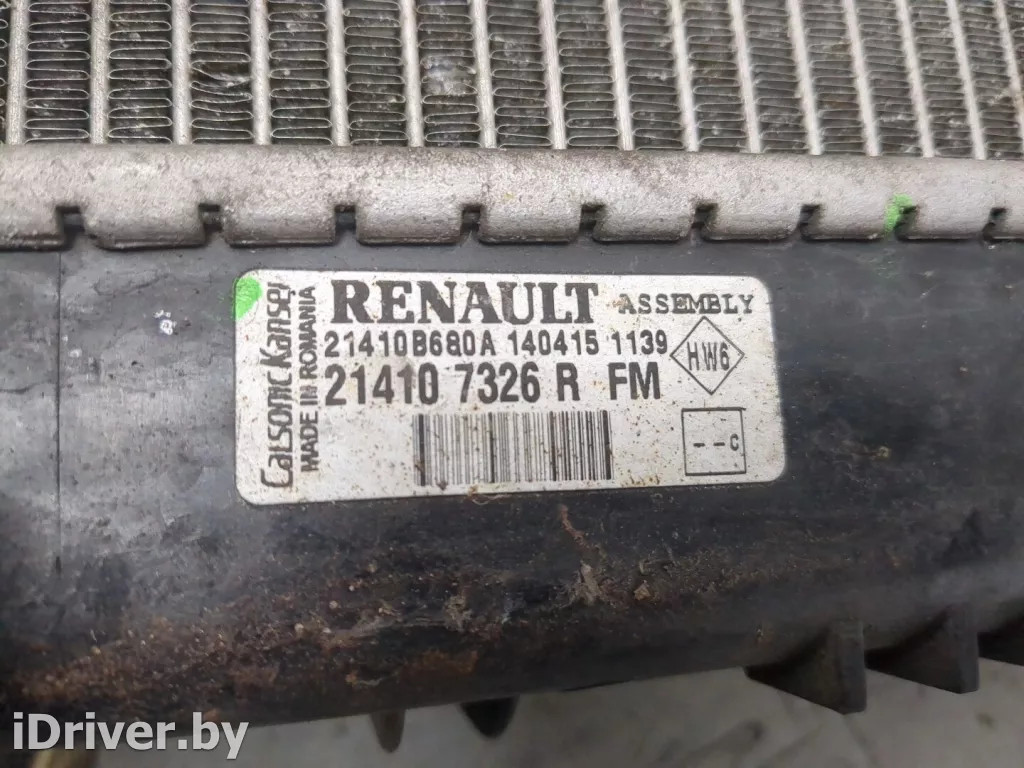 CalsonicKansei
MADE IN ROMANIA
RENAULT ASSEMBLY
21410B680A 140415 1139
HW6
21410 7326 R FM
--C
iDriver.by